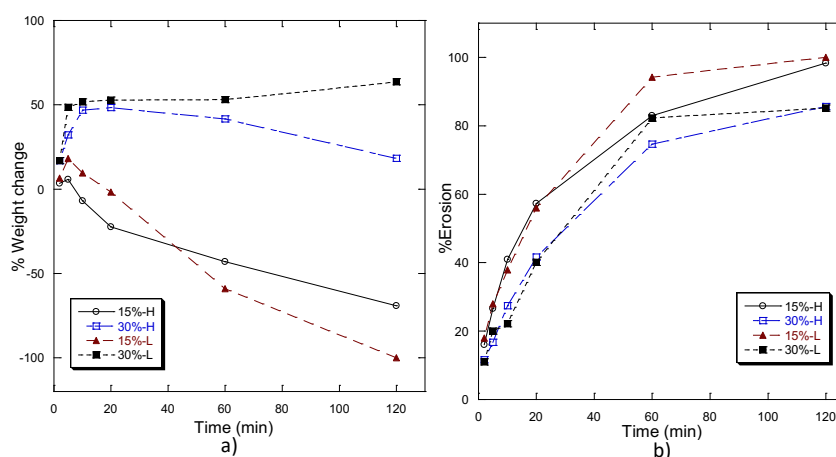 100
50
0
-50
-100
% Weight change
15%-H
30%-H
15%-L
30%-L
0 20 40 60 80 100 120
Time (min)
a)
100
80
60
40
20
0
%Erosion
15%-H
30%-H
15%-L
30%-L
0 20 40 60 80 100 120
Time (min)
b)